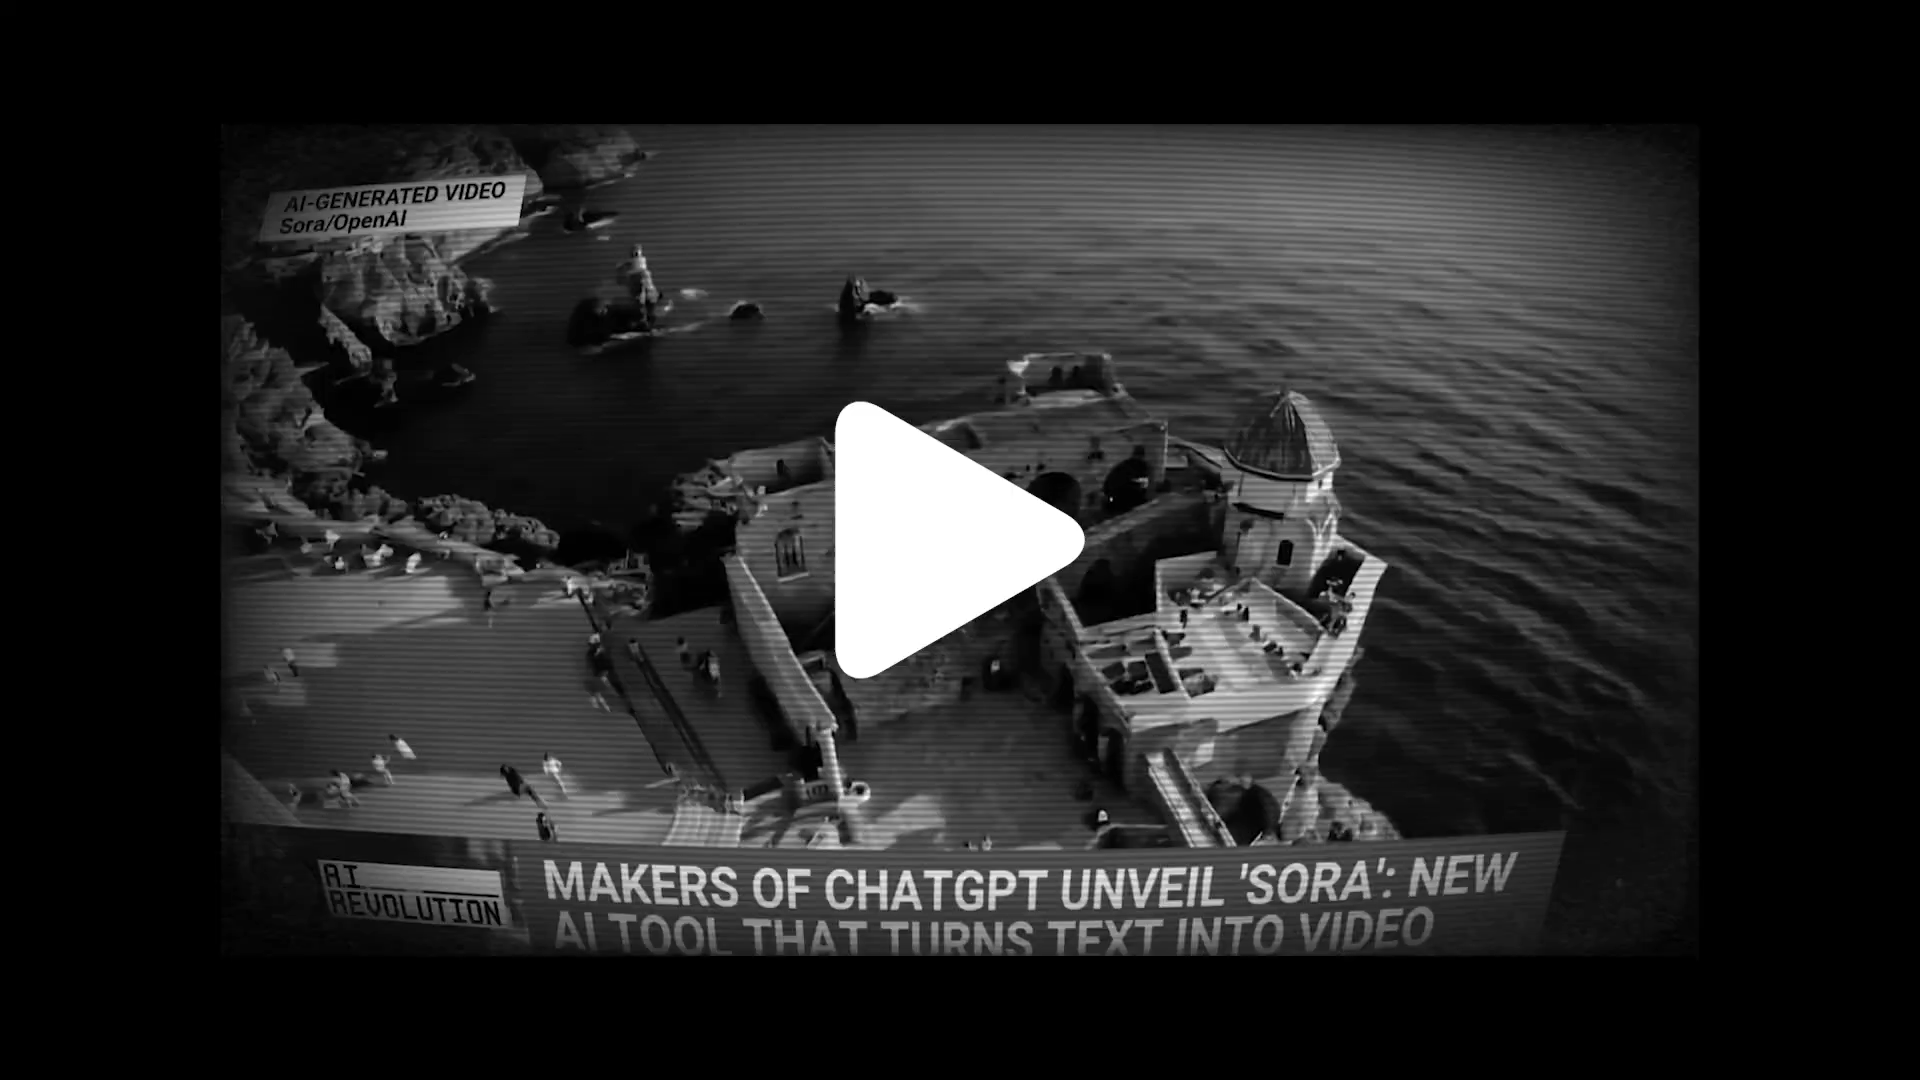 AI-GENERATED VIDEO
Sora/OpenAI
A.I.
REVOLUTION
MAKERS OF CHATGPT UNVEIL 'SORA': NEW
AI TOOL THAT TURNS TEXT INTO VIDEO